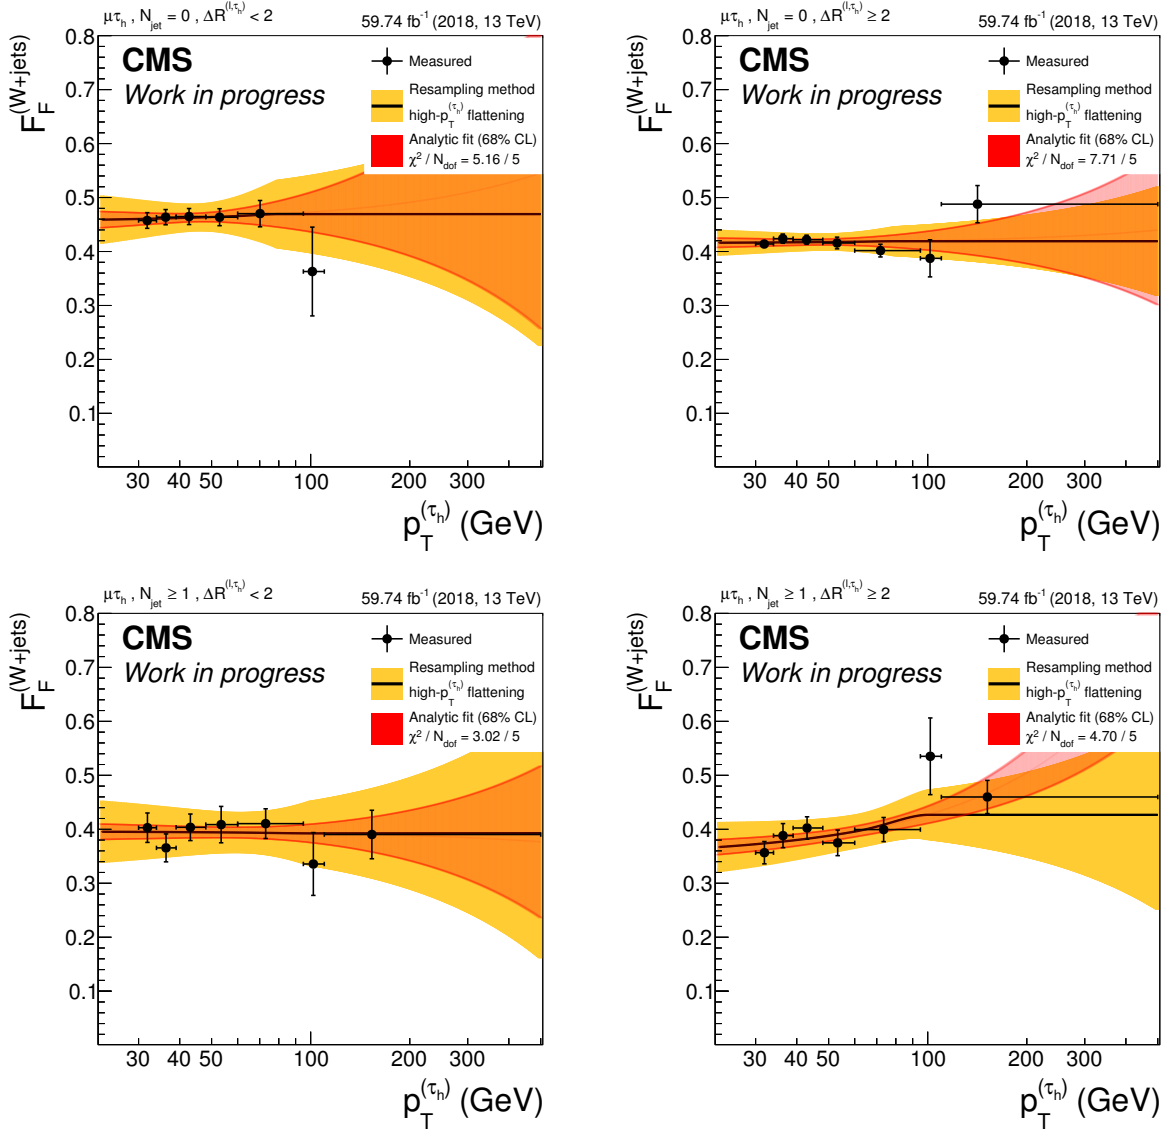 μτ_h , N_jet = 0 , ΔR^(l,τ_h) < 2
59.74 fb⁻¹ (2018, 13 TeV)
CMS
Work in progress
Measured
Resampling method
high-p_T^(τ_h) flattening
Analytic fit (68% CL)
χ² / N_dof = 5.16 / 5
F_F^(W+jets)
0.8
0.7
0.6
0.5
0.4
0.3
0.2
0.1
30 40 50 100 200 300
p_T^(τ_h) (GeV)
μτ_h , N_jet = 0 , ΔR^(l,τ_h) ≥ 2
59.74 fb⁻¹ (2018, 13 TeV)
CMS
Work in progress
Measured
Resampling method
high-p_T^(τ_h) flattening
Analytic fit (68% CL)
χ² / N_dof = 7.71 / 5
F_F^(W+jets)
0.8
0.7
0.6
0.5
0.4
0.3
0.2
0.1
30 40 50 100 200 300
p_T^(τ_h) (GeV)
μτ_h , N_jet ≥ 1 , ΔR^(l,τ_h) < 2
59.74 fb⁻¹ (2018, 13 TeV)
CMS
Work in progress
Measured
Resampling method
high-p_T^(τ_h) flattening
Analytic fit (68% CL)
χ² / N_dof = 3.02 / 5
F_F^(W+jets)
0.8
0.7
0.6
0.5
0.4
0.3
0.2
0.1
30 40 50 100 200 300
p_T^(τ_h) (GeV)
μτ_h , N_jet ≥ 1 , ΔR^(l,τ_h) ≥ 2
59.74 fb⁻¹ (2018, 13 TeV)
CMS
Work in progress
Measured
Resampling method
high-p_T^(τ_h) flattening
Analytic fit (68% CL)
χ² / N_dof = 4.70 / 5
F_F^(W+jets)
0.8
0.7
0.6
0.5
0.4
0.3
0.2
0.1
30 40 50 100 200 300
p_T^(τ_h) (GeV)